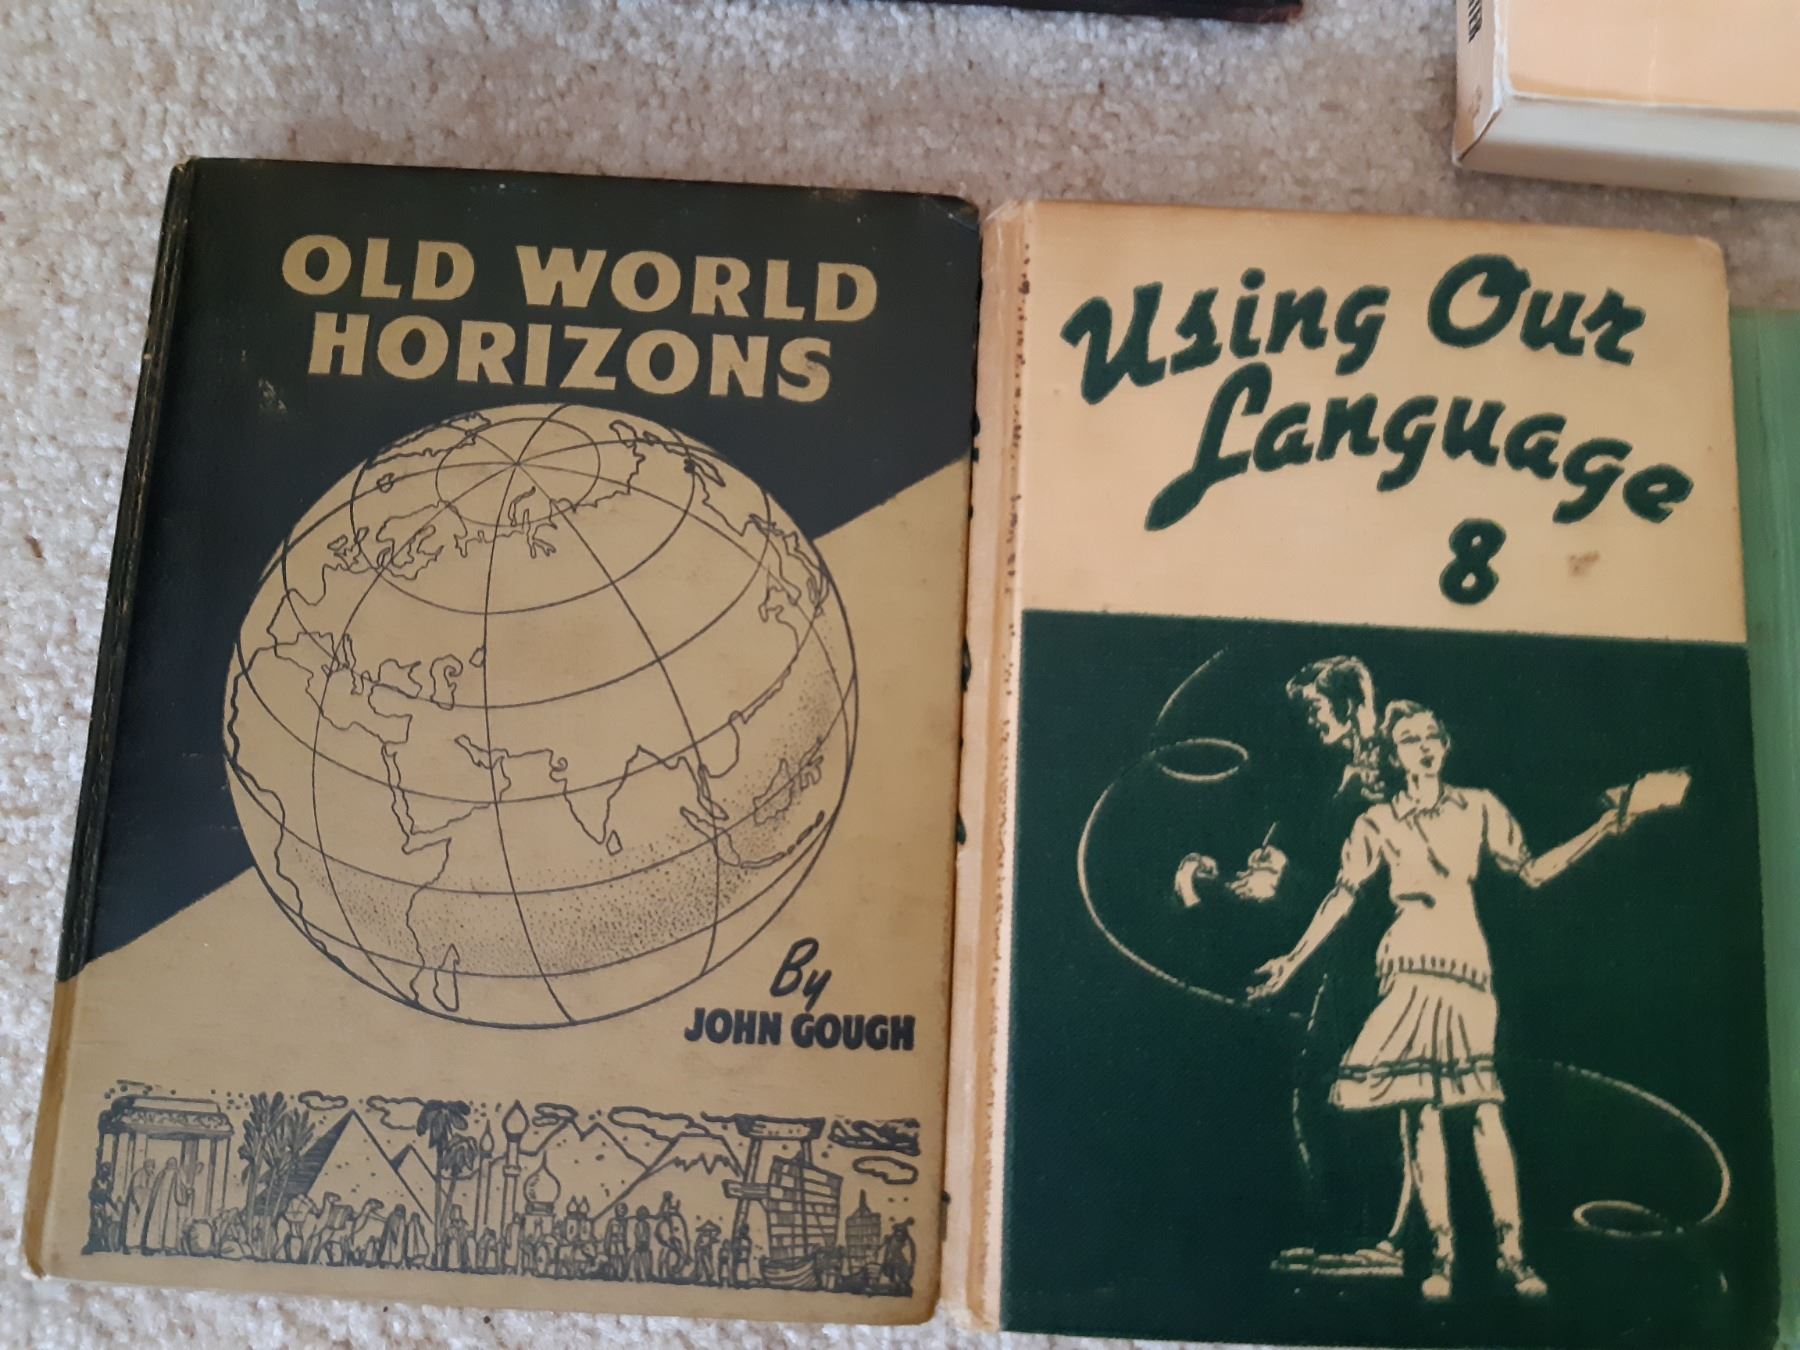 OLD WORLD
HORIZONS
By
JOHN GOUGH
Using Our
Language
8